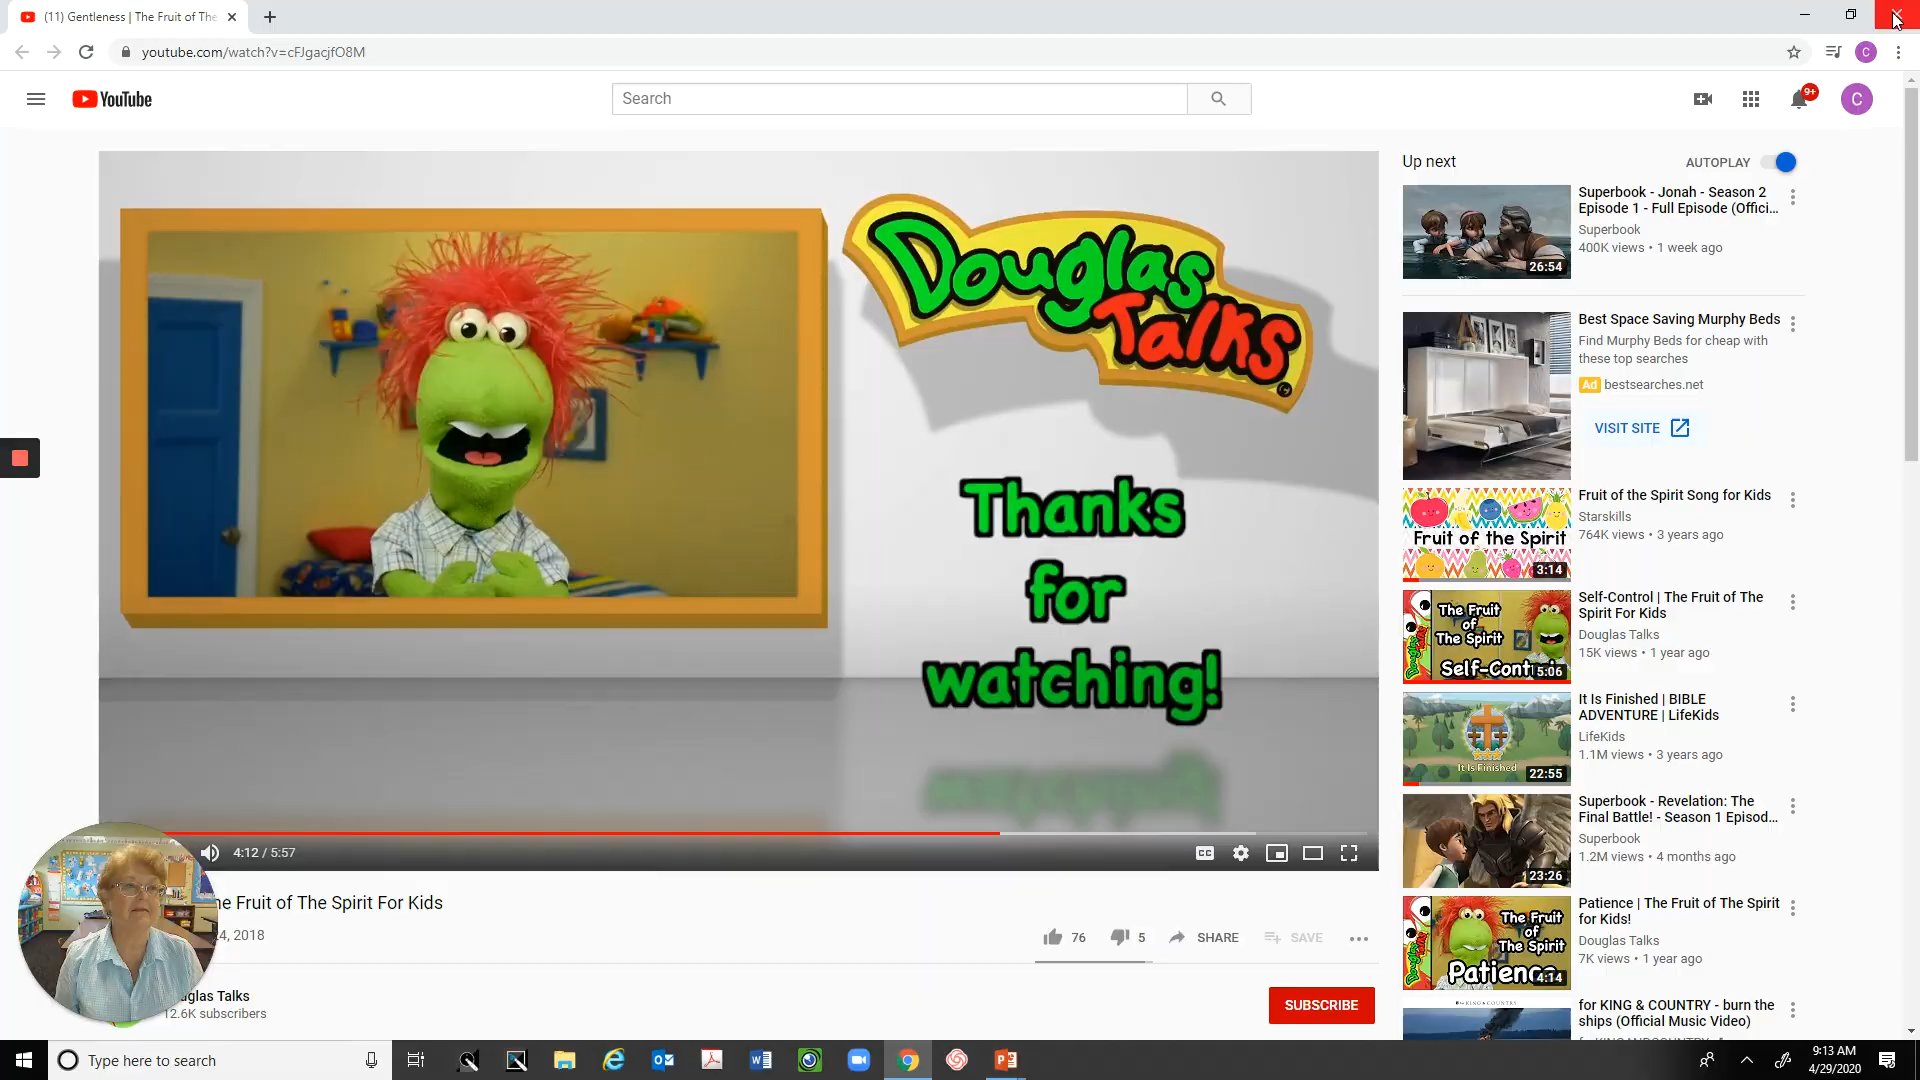 (11) Gentleness | The Fruit of The
youtube.com/watch?v=cFJgacjfO8M
YouTube
Search
9+
C
C
Douglas
Talks
Thanks
for
watching!
4:12 / 5:57
CC
he Fruit of The Spirit For Kids
4, 2018
76
5
SHARE
SAVE
uglas Talks
12.6K subscribers
SUBSCRIBE
Up next
AUTOPLAY
Superbook - Jonah - Season 2
Episode 1 - Full Episode (Offici...
Superbook
400K views • 1 week ago
26:54
Best Space Saving Murphy Beds
Find Murphy Beds for cheap with
these top searches
Ad bestsearches.net
VISIT SITE
Fruit of the Spirit
3:14
Fruit of the Spirit Song for Kids
Starskills
764K views • 3 years ago
Douglas Talks
The Fruit
of
The Spirit
Self-Cont
5:06
Self-Control | The Fruit of The
Spirit For Kids
Douglas Talks
15K views • 1 year ago
It Is Finished
22:55
It Is Finished | BIBLE
ADVENTURE | LifeKids
LifeKids
1.1M views • 3 years ago
23:26
Superbook - Revelation: The
Final Battle! - Season 1 Episod...
Superbook
1.2M views • 4 months ago
Douglas Talks
The Fruit
of
The Spirit
Patience
4:14
Patience | The Fruit of The Spirit
for Kids!
Douglas Talks
7K views • 1 year ago
for KING & COUNTRY - burn the
ships (Official Music Video)
Type here to search
9:13 AM
4/29/2020